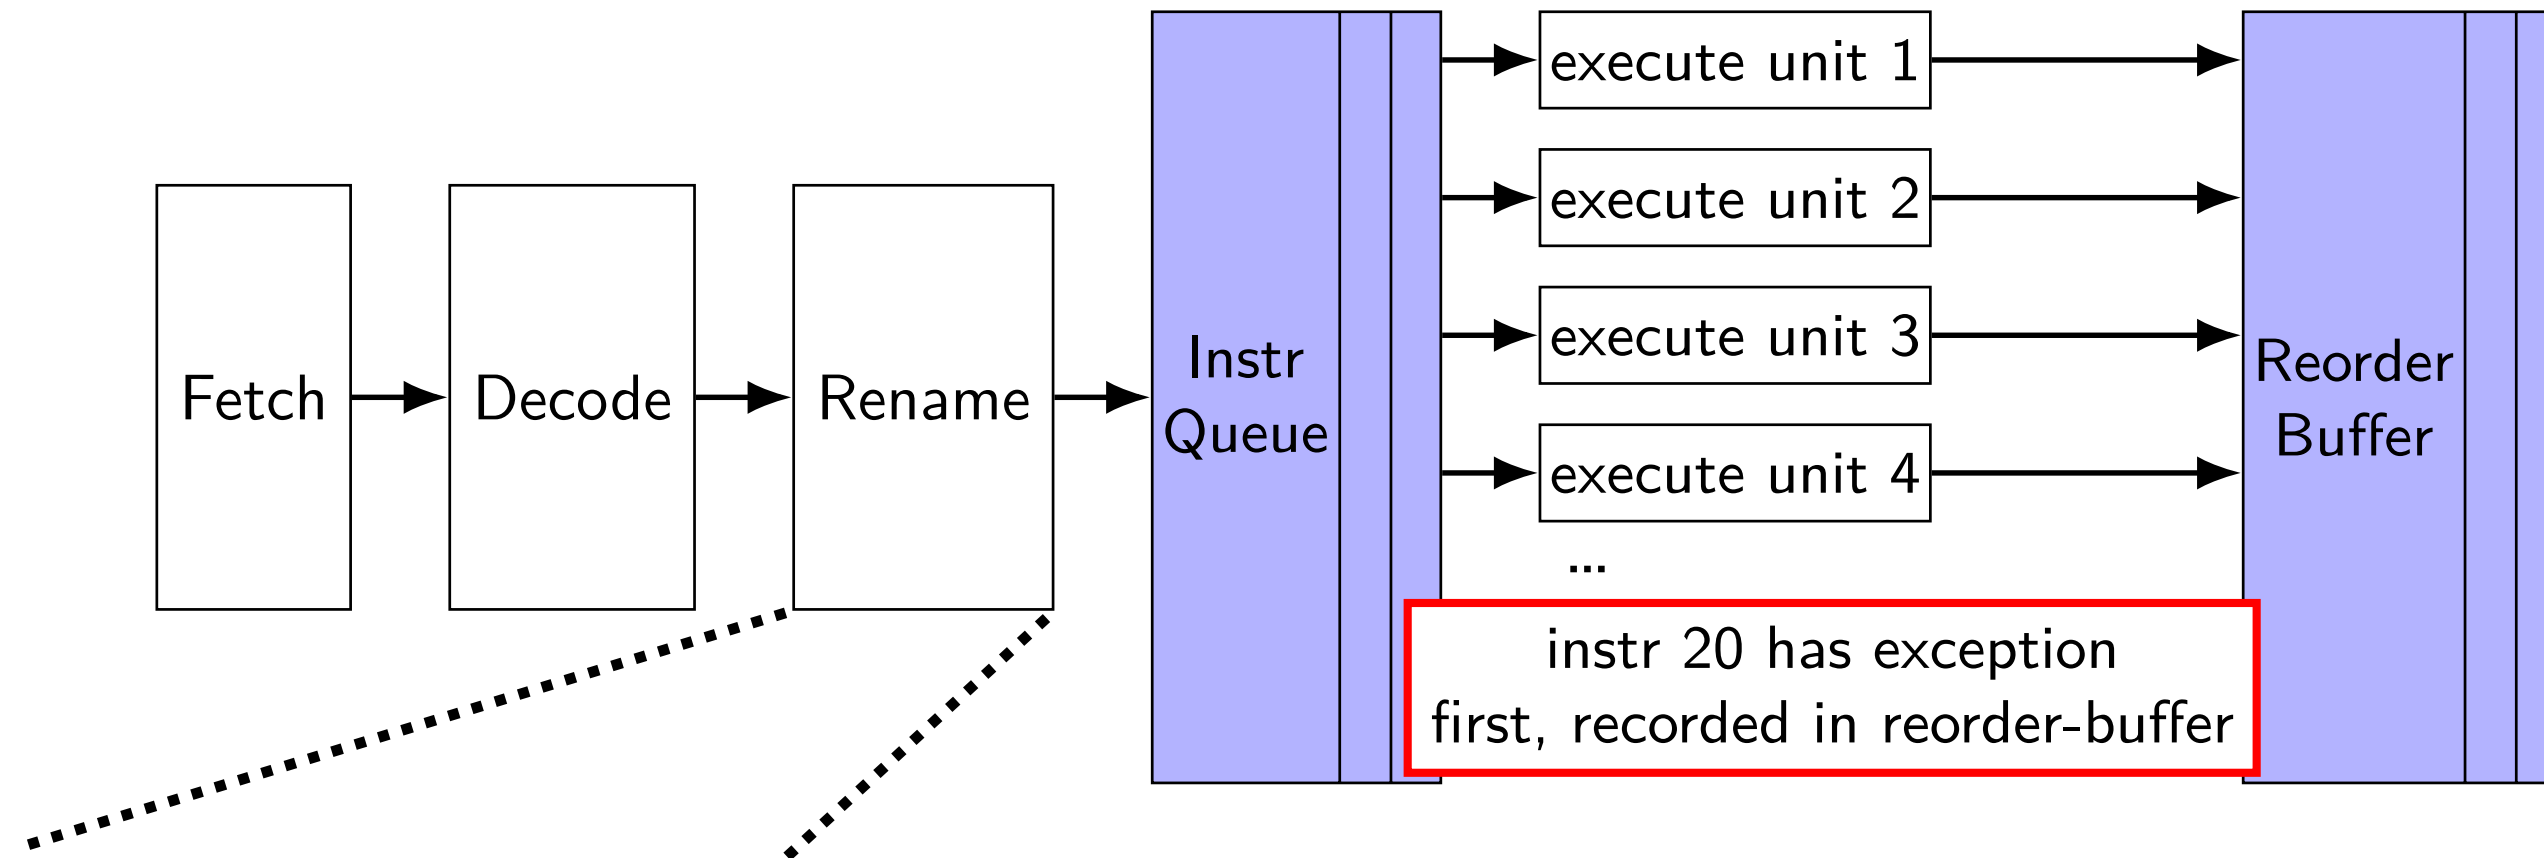 Fetch
Decode
Rename
Instr
Queue
execute unit 1
execute unit 2
execute unit 3
execute unit 4
...
instr 20 has exception
first, recorded in reorder-buffer
Reorder
Buffer